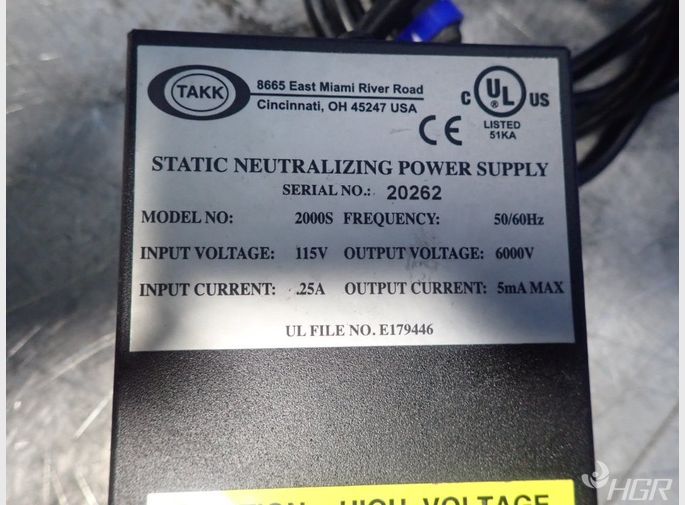 TAKK
8665 East Miami River Road
Cincinnati, OH 45247 USA
C UL US
LISTED
51KA
CE
STATIC NEUTRALIZING POWER SUPPLY
SERIAL NO.: 20262
MODEL NO: 2000S FREQUENCY: 50/60Hz
INPUT VOLTAGE: 115V OUTPUT VOLTAGE: 6000V
INPUT CURRENT: .25A OUTPUT CURRENT: 5mA MAX
UL FILE NO. E179446
HIGH VOLTAGE
HGR